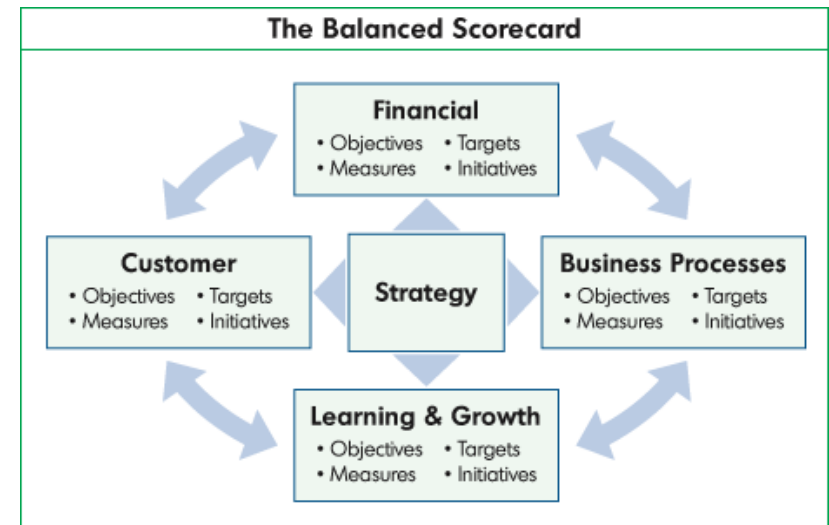 The Balanced Scorecard
Financial
• Objectives • Targets
• Measures • Initiatives
Customer
• Objectives • Targets
• Measures • Initiatives
Strategy
Business Processes
• Objectives • Targets
• Measures • Initiatives
Learning & Growth
• Objectives • Targets
• Measures • Initiatives